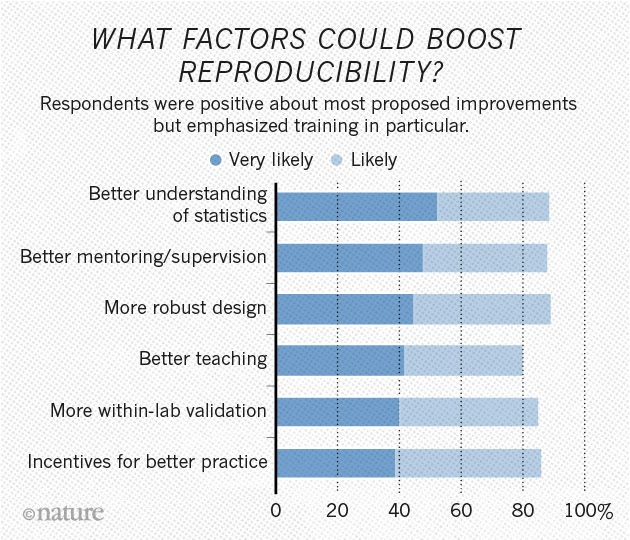 WHAT FACTORS COULD BOOST
REPRODUCIBILITY?
Respondents were positive about most proposed improvements
but emphasized training in particular.
Very likely Likely
Better understanding
of statistics
Better mentoring/supervision
More robust design
Better teaching
More within-lab validation
Incentives for better practice
0 20 40 60 80 100%
©nature